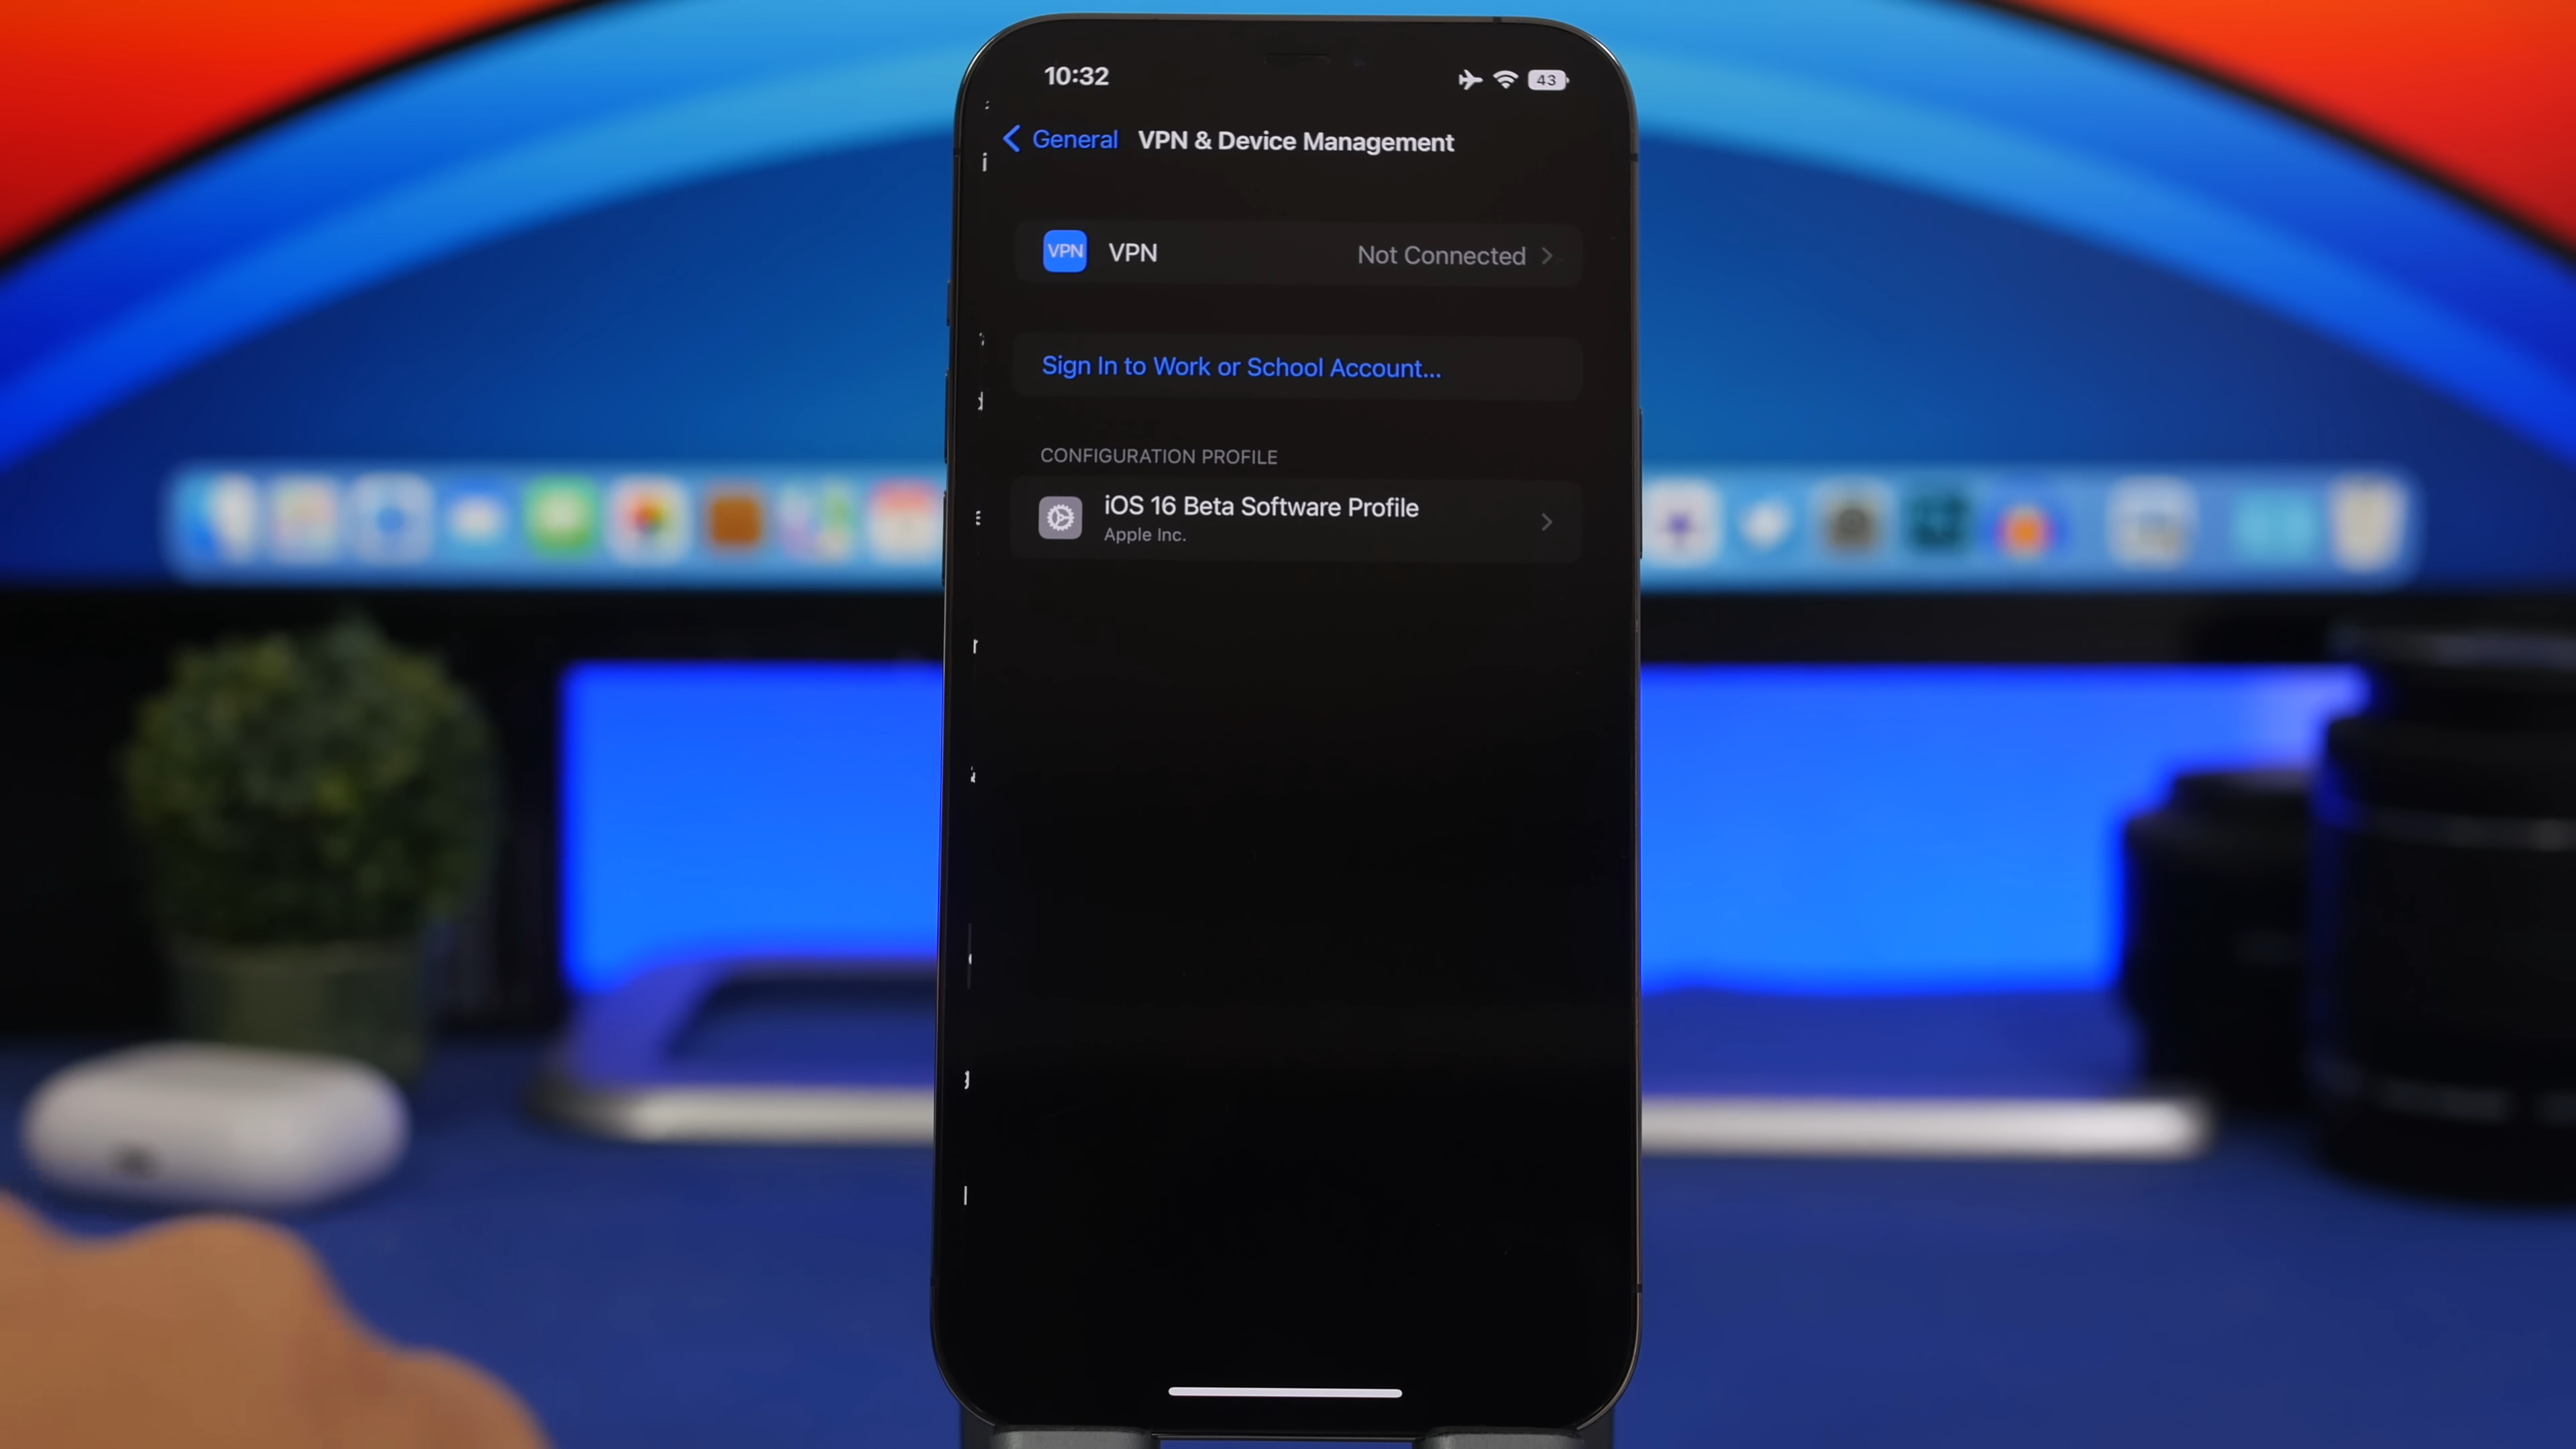 10:32
43
General
VPN & Device Management
VPN
VPN
Not Connected
Sign In to Work or School Account...
CONFIGURATION PROFILE
iOS 16 Beta Software Profile
Apple Inc.